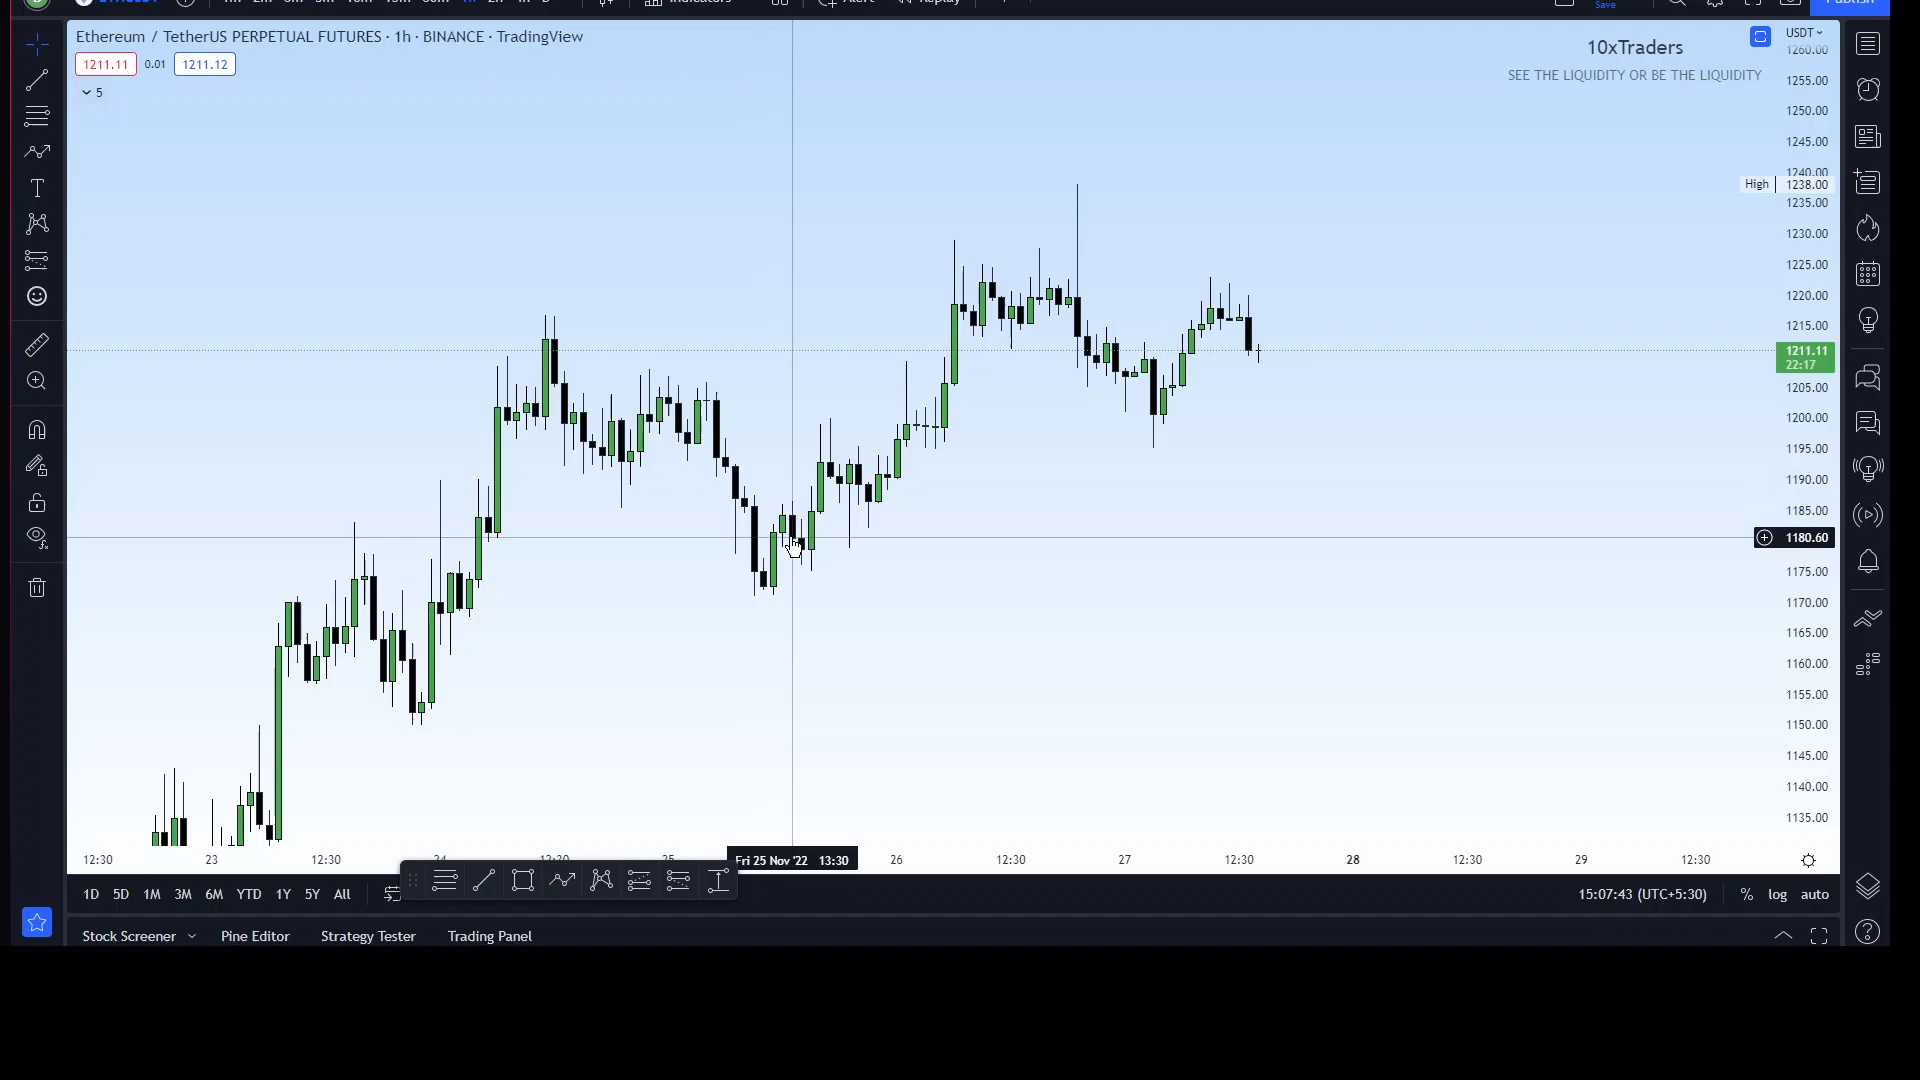 Ethereum / TetherUS PERPETUAL FUTURES · 1h · BINANCE · TradingView
1211.11 0.01 1211.12
5
10xTraders
SEE THE LIQUIDITY OR BE THE LIQUIDITY
Save
USDT
1260.00
1255.00
1250.00
1245.00
1240.00
High 1238.00
1235.00
1230.00
1225.00
1220.00
1215.00
1211.11
22:17
1205.00
1200.00
1195.00
1190.00
1185.00
1180.60
1175.00
1170.00
1165.00
1160.00
1155.00
1150.00
1145.00
1140.00
1135.00
12:30 23 12:30 24 12:30 25 Fri 25 Nov '22 13:30 26 12:30 27 12:30 28 12:30 29 12:30
1D 5D 1M 3M 6M YTD 1Y 5Y All 15:07:43 (UTC+5:30) % log auto
Stock Screener Pine Editor Strategy Tester Trading Panel